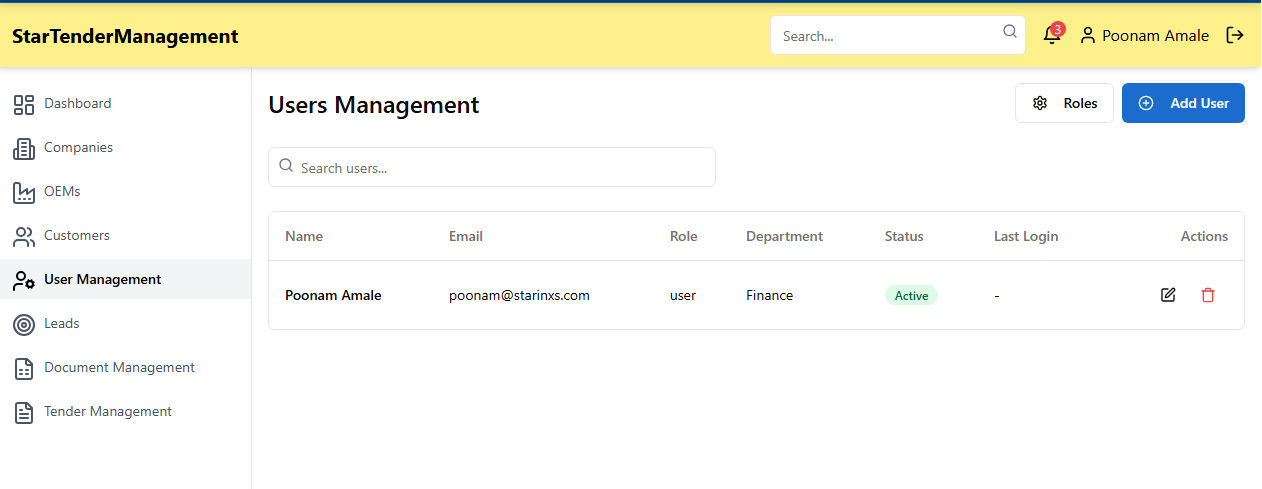 StarTenderManagement
Search...
3
Poonam Amale
Dashboard
Companies
OEMs
Customers
User Management
Leads
Document Management
Tender Management
Users Management
Roles
Add User
Search users...
Name Email Role Department Status Last Login Actions
Poonam Amale poonam@starinxs.com user Finance Active -